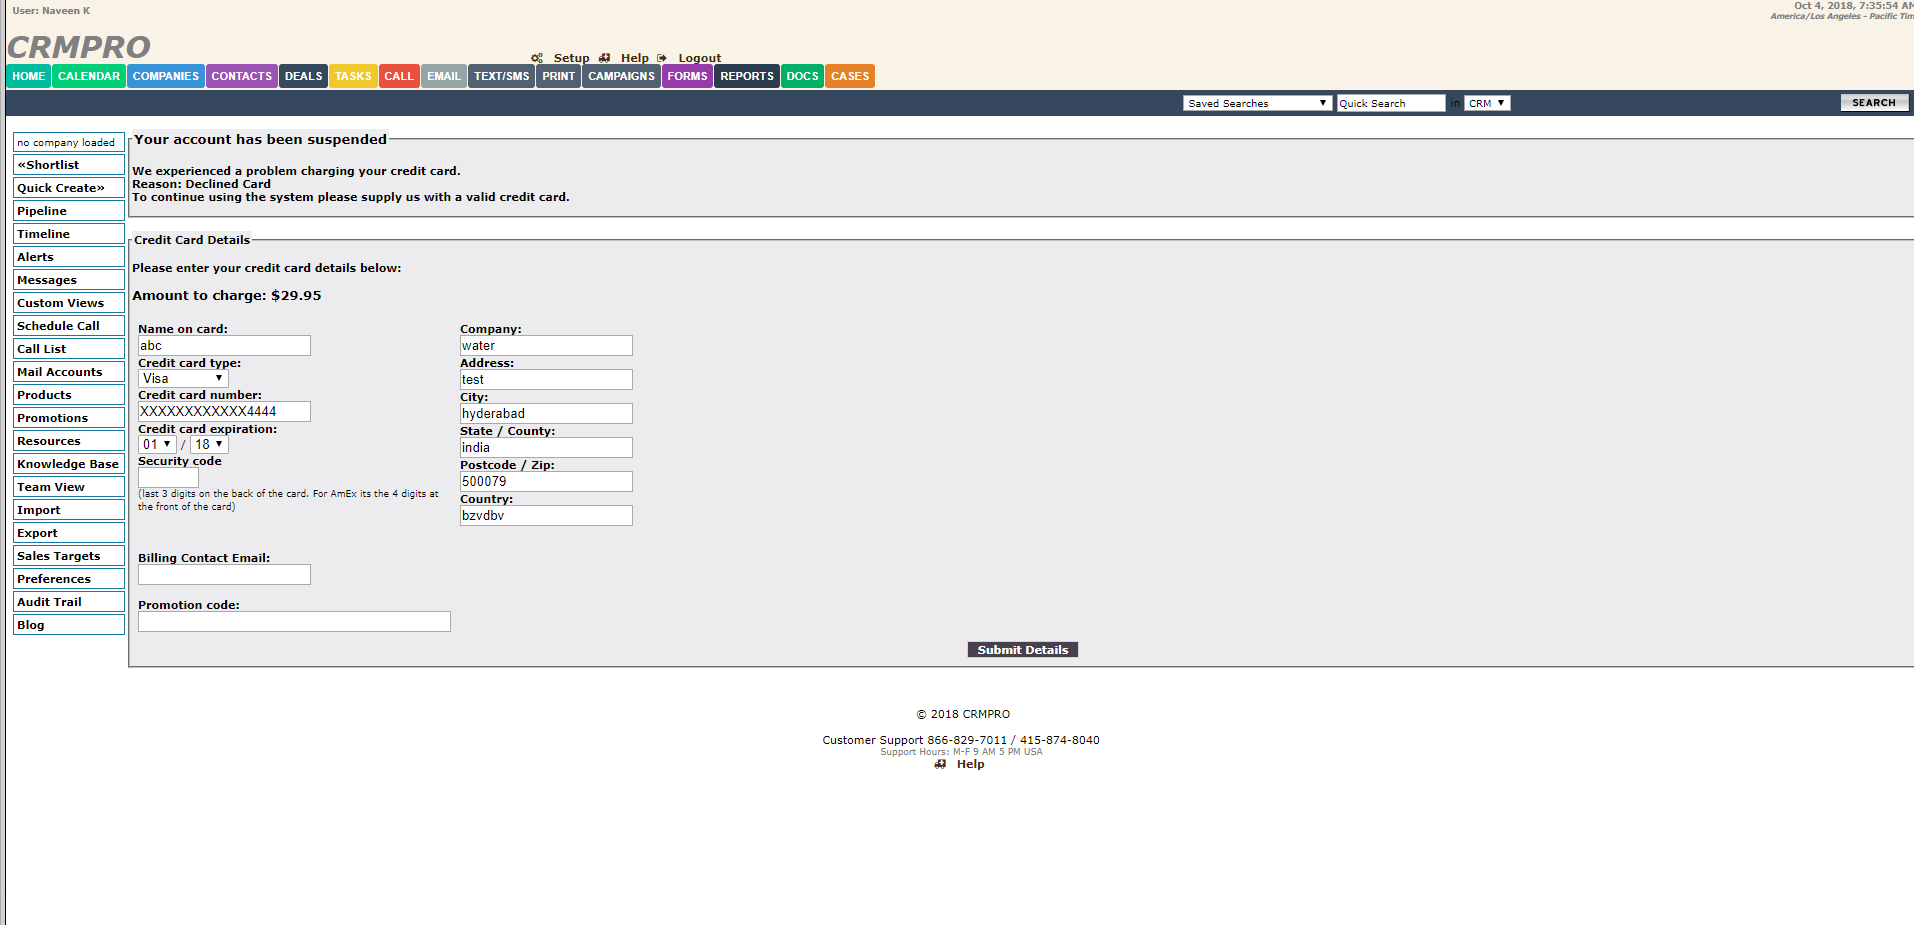 User: Naveen K
Oct 4, 2018, 7:35:54 AM
America/Los Angeles - Pacific Tim
CRMPRO
Setup Help Logout
HOME CALENDAR COMPANIES CONTACTS DEALS TASKS CALL EMAIL TEXT/SMS PRINT CAMPAIGNS FORMS REPORTS DOCS CASES
Saved Searches Quick Search in CRM SEARCH
no company loaded
«Shortlist
Quick Create»
Pipeline
Timeline
Alerts
Messages
Custom Views
Schedule Call
Call List
Mail Accounts
Products
Promotions
Resources
Knowledge Base
Team View
Import
Export
Sales Targets
Preferences
Audit Trail
Blog
Your account has been suspended
We experienced a problem charging your credit card.
Reason: Declined Card
To continue using the system please supply us with a valid credit card.
Credit Card Details
Please enter your credit card details below:
Amount to charge: $29.95
Name on card:
abc
Credit card type:
Visa
Credit card number:
XXXXXXXXXXXX4444
Credit card expiration:
01 / 18
Security code
(last 3 digits on the back of the card. For AmEx its the 4 digits at
the front of the card)
Company:
water
Address:
test
City:
hyderabad
State / County:
india
Postcode / Zip:
500079
Country:
bzvdbv
Billing Contact Email:
Promotion code:
Submit Details
© 2018 CRMPRO
Customer Support 866-829-7011 / 415-874-8040
Support Hours: M-F 9 AM 5 PM USA
Help